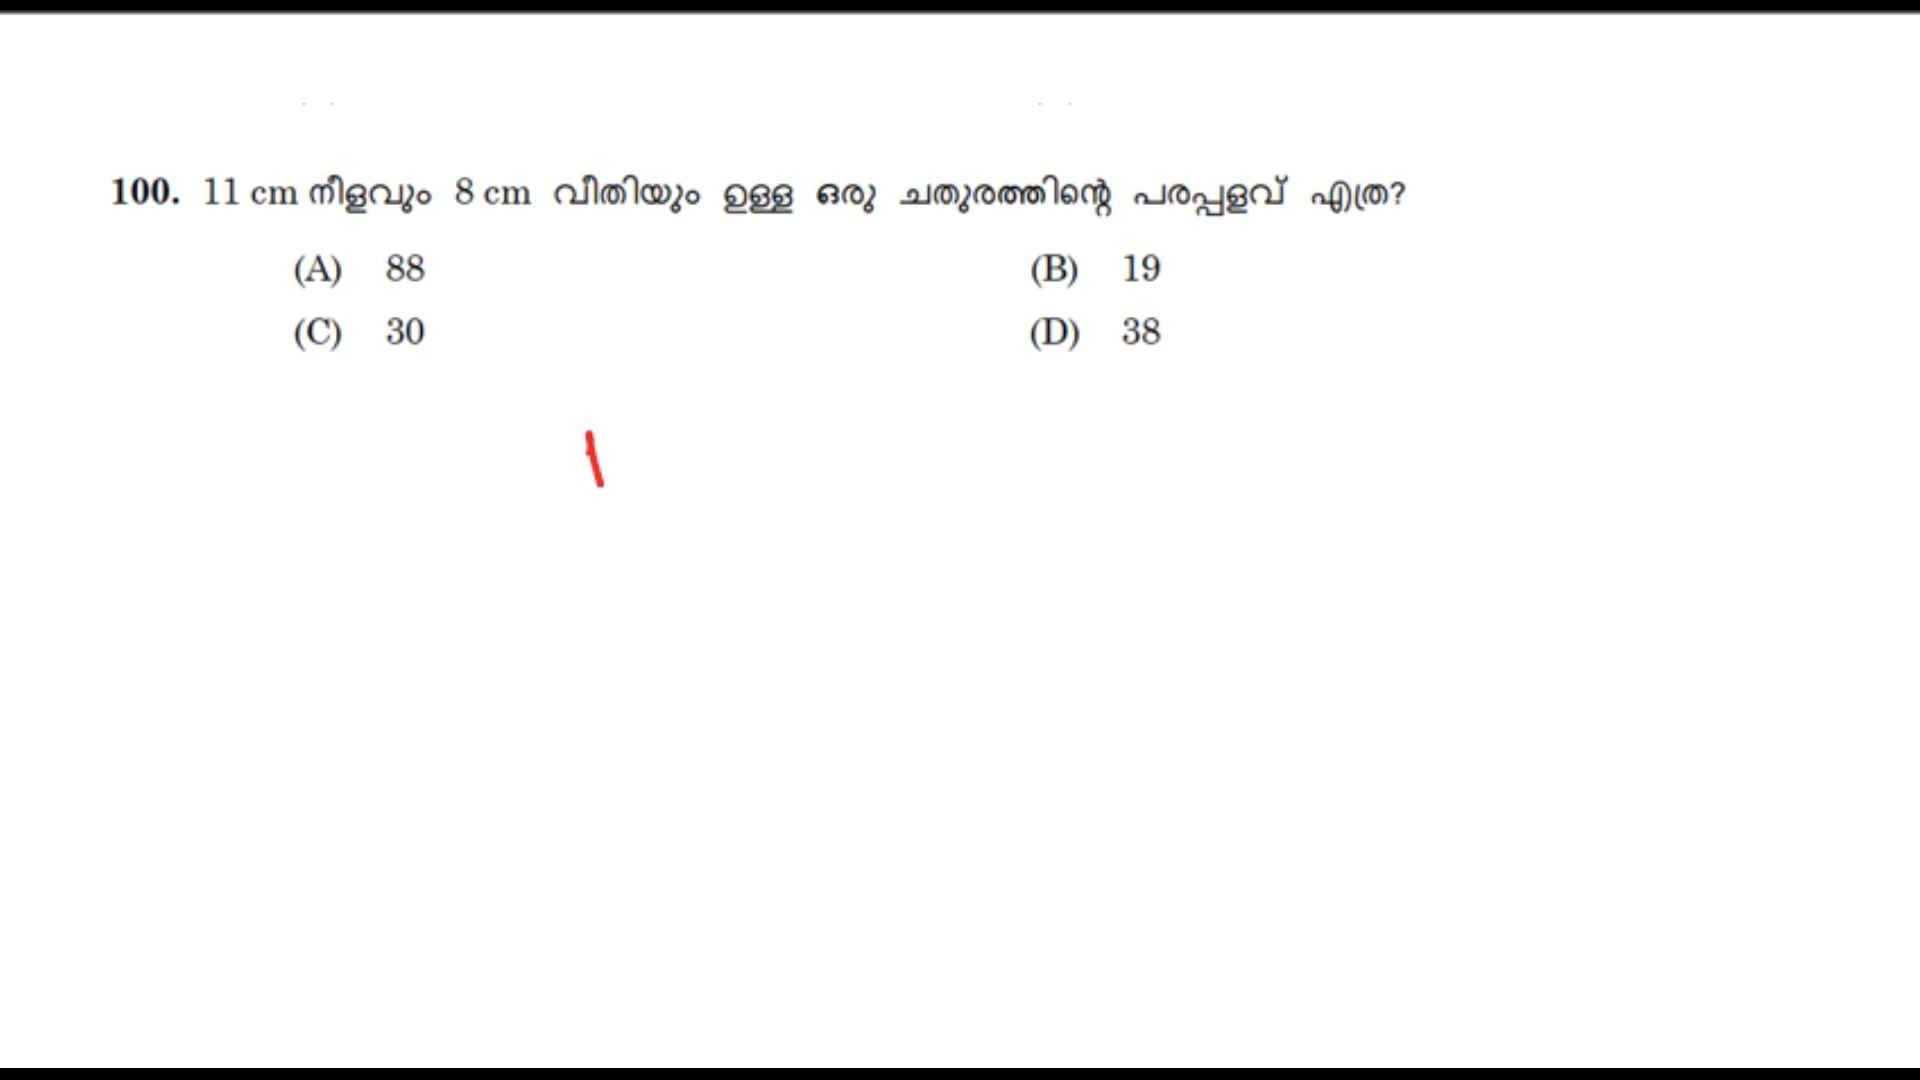 100. 11 cm നീളവും 8 cm വീതിയും ഉള്ള ഒരു ചതുരത്തിന്റെ പരപ്പളവ് എത്ര?
(A) 88 (B) 19
(C) 30 (D) 38